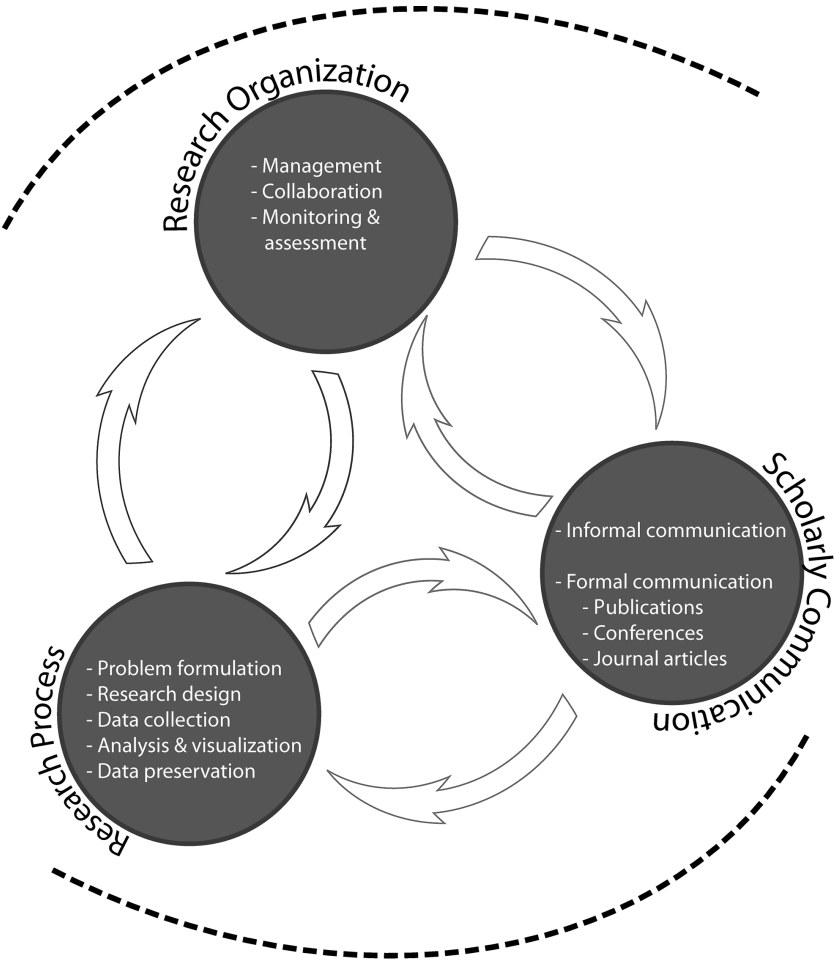 Research Organization
- Management
- Collaboration
- Monitoring &
assessment
Scholarly Communication
- Informal communication
- Formal communication
- Publications
- Conferences
- Journal articles
Research Process
- Problem formulation
- Research design
- Data collection
- Analysis & visualization
- Data preservation